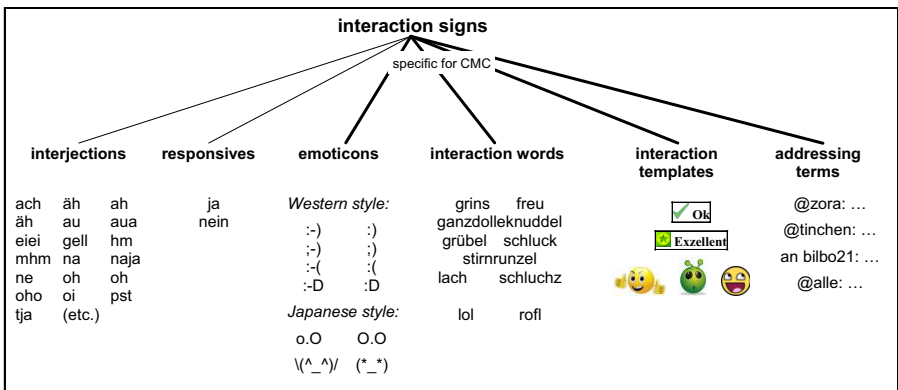 interaction signs
specific for CMC
interjections responsives emoticons interaction words interaction templates addressing terms
ach äh ah
äh au aua
eiei gell hm
mhm na naja
ne oh oh
oho oi pst
tja (etc.)
ja
nein
Western style:
:-) :)
;-) ;)
:-( :(
:-D :D
Japanese style:
o.O O.O
\(^_^)/ (*_*)
grins freu
ganzdolleknuddel
grübel schluck
stirnrunzel
lach schluchz
lol rofl
Ok
Exzellent
@zora: …
@tinchen: …
an bilbo21: …
@alle: …